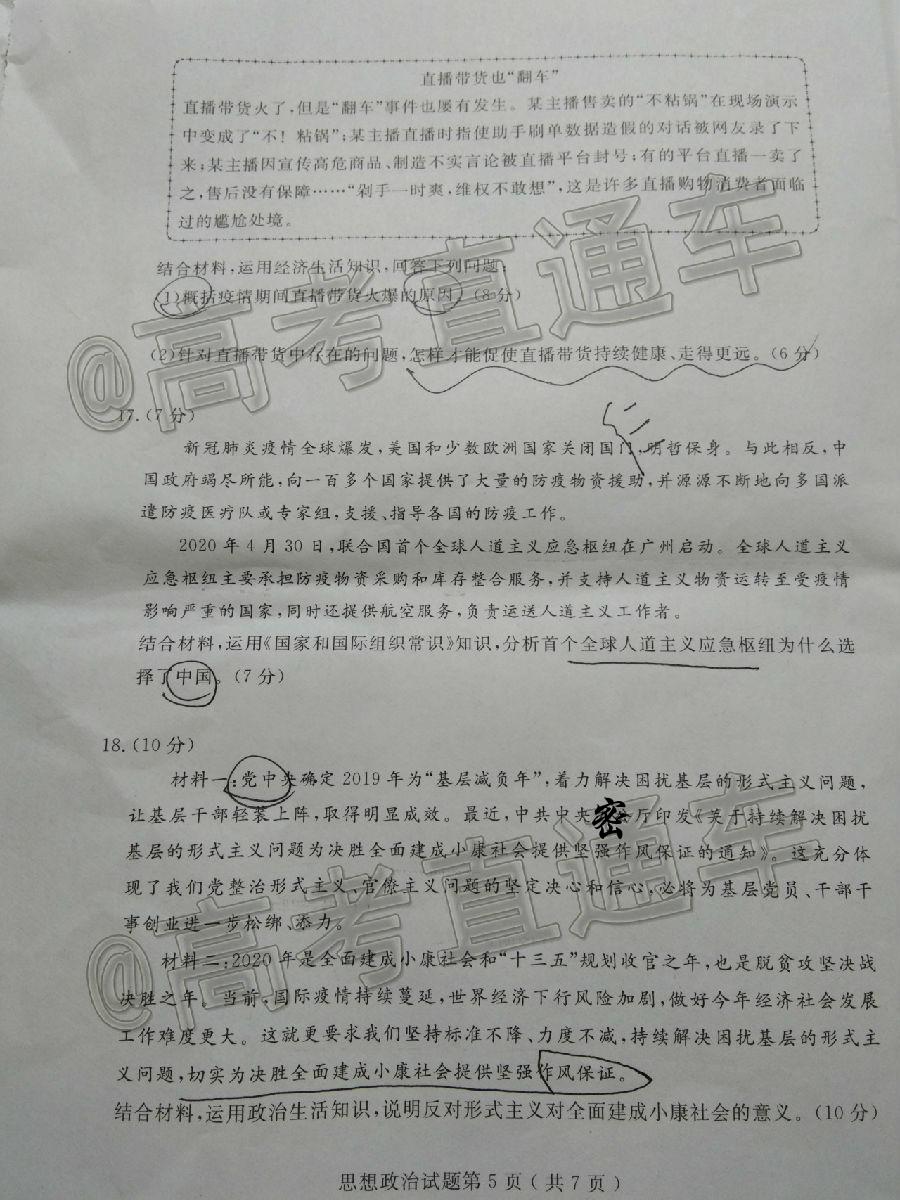 直播带货也“翻车”
直播带货火了,但是“翻车”事件也屡有发生。某主播售卖的“不粘锅”在现场演示
中变成了“不！粘锅”;某主播直播时指使助手刷单数据造假的对话被网友录了下
来;某主播因宣传高危商品、制造不实言论被直播平台封号;有的平台直播一卖了
之,售后没有保障……“剁手一时爽,维权不敢想”,这是许多直播购物消费者面临
过的尴尬处境。
结合材料,运用经济生活知识,回答下列问题:
(1)概括疫情期间直播带货火爆的原因。(8分)
(2)针对直播带货中存在的问题,怎样才能促使直播带货持续健康、走得更远。(6分)
@高考直通车
17.(7分)
新冠肺炎疫情全球爆发,美国和少数欧洲国家关闭国门,明哲保身。与此相反,中
国政府竭尽所能,向一百多个国家提供了大量的防疫物资援助,并源源不断地向多国派
遣防疫医疗队或专家组,支援、指导各国的防疫工作。
2020年4月30日,联合国首个全球人道主义应急枢纽在广州启动。全球人道主义
应急枢纽主要承担防疫物资采购和库存整合服务,并支持人道主义物资运转至受疫情
影响严重的国家,同时还提供航空服务,负责运送人道主义工作者。
结合材料,运用《国家和国际组织常识》知识,分析首个全球人道主义应急枢纽为什么选
择了中国。(7分)
18.(10分)
材料一:党中央确定2019年为“基层减负年”,着力解决困扰基层的形式主义问题,
让基层干部轻装上阵,取得明显成效。最近,中共中央 密 厅印发《关于持续解决困扰
基层的形式主义问题为决胜全面建成小康社会提供坚强作风保证的通知》。这充分体
现了我们党整治形式主义、官僚主义问题的坚定决心和信心,必将为基层党员、干部干
事创业进一步松绑、添力。
@高考直通车
材料二:2020年是全面建成小康社会和“十三五”规划收官之年,也是脱贫攻坚决战
决胜之年。当前,国际疫情持续蔓延,世界经济下行风险加剧,做好今年经济社会发展
工作难度更大。这就更要求我们坚持标准不降、力度不减,持续解决困扰基层的形式主
义问题,切实为决胜全面建成小康社会提供坚强作风保证。
结合材料,运用政治生活知识,说明反对形式主义对全面建成小康社会的意义。(10分)
思想政治试题第5页(共7页)